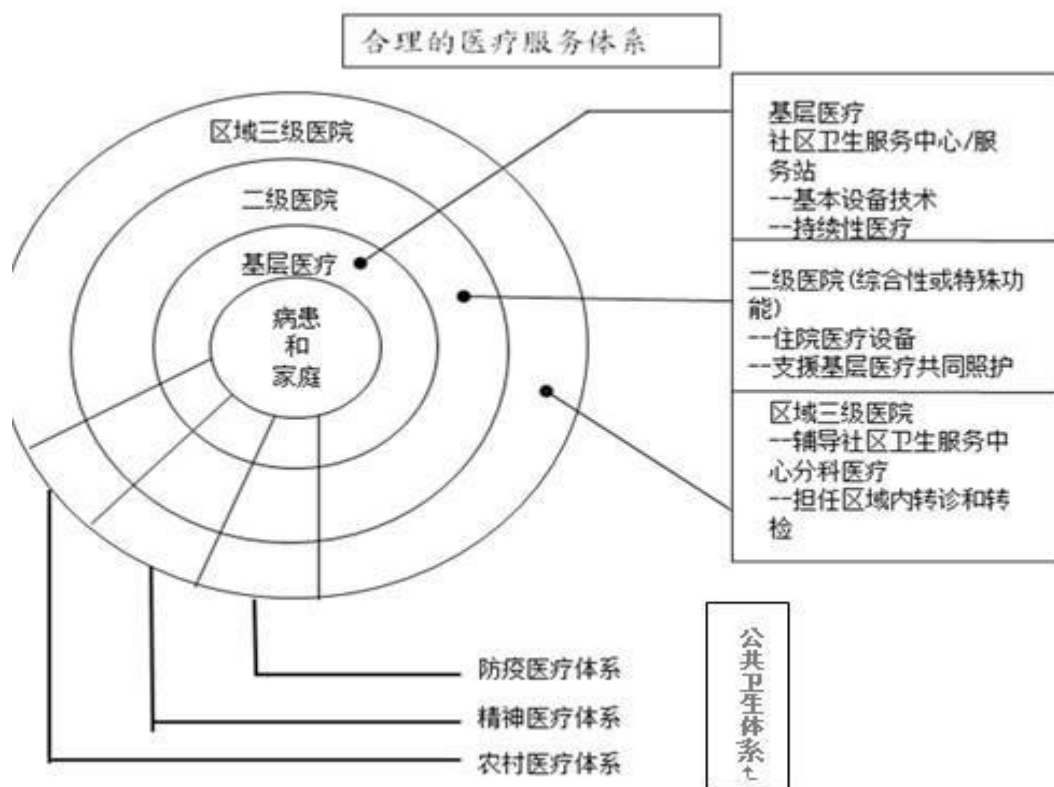 合理的医疗服务体系
区域三级医院
二级医院
基层医疗
病患
和
家庭
基层医疗
社区卫生服务中心/服
务站
--基本设备技术
--持续性医疗
二级医院(综合性或特殊功
能)
--住院医疗设备
--支援基层医疗共同照护
区域三级医院
--辅导社区卫生服务中
心分科医疗
--担任区域内转诊和转
检
防疫医疗体系
精神医疗体系
农村医疗体系
公共卫生体系